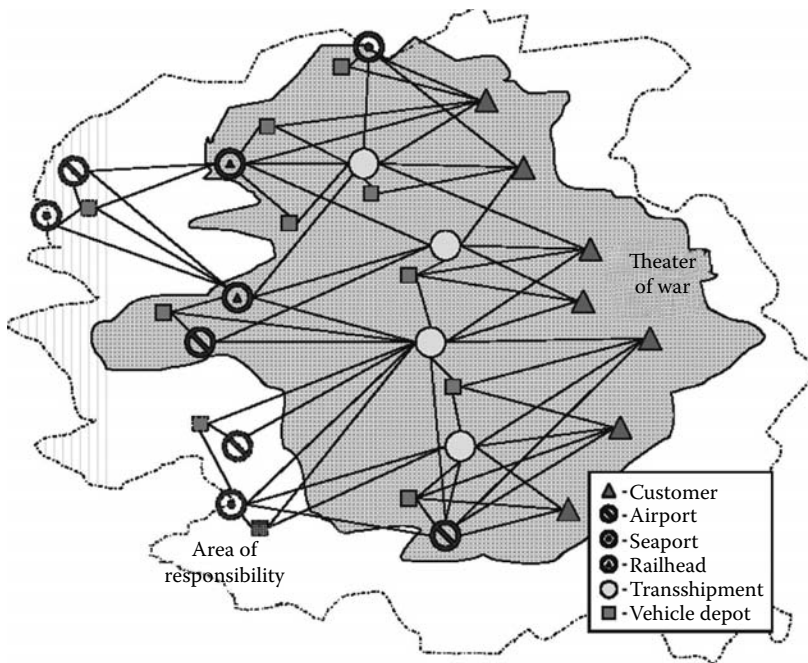 Theater
of war
Area of
responsibility
- Customer
- Airport
- Seaport
- Railhead
- Transshipment
- Vehicle depot